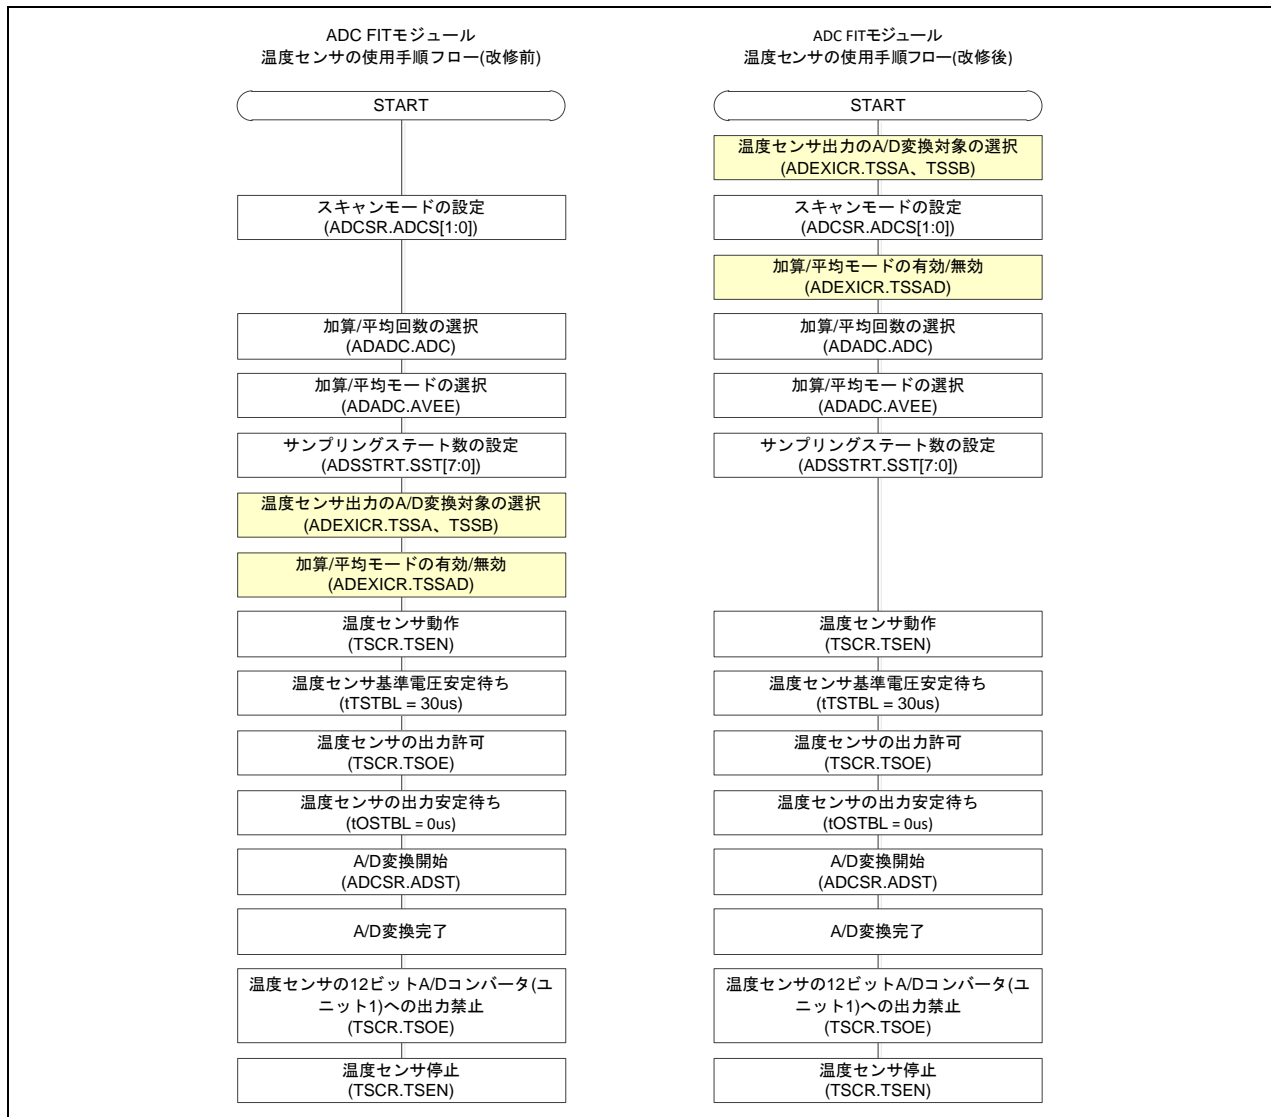 ADC FITモジュール
温度センサの使用手順フロー(改修前)
START
スキャンモードの設定
(ADCSR.ADCS[1:0])
加算/平均回数の選択
(ADADC.ADC)
加算/平均モードの選択
(ADADC.AVEE)
サンプリングステート数の設定
(ADSSTRT.SST[7:0])
温度センサ出力のA/D変換対象の選択
(ADEXICR.TSSA、TSSB)
加算/平均モードの有効/無効
(ADEXICR.TSSAD)
温度センサ動作
(TSCR.TSEN)
温度センサ基準電圧安定待ち
(tTSTBL = 30us)
温度センサの出力許可
(TSCR.TSOE)
温度センサの出力安定待ち
(tOSTBL = 0us)
A/D変換開始
(ADCSR.ADST)
A/D変換完了
温度センサの12ビットA/Dコンバータ(ユ
ニット1)への出力禁止
(TSCR.TSOE)
温度センサ停止
(TSCR.TSEN)
ADC FITモジュール
温度センサの使用手順フロー(改修後)
START
温度センサ出力のA/D変換対象の選択
(ADEXICR.TSSA、TSSB)
スキャンモードの設定
(ADCSR.ADCS[1:0])
加算/平均モードの有効/無効
(ADEXICR.TSSAD)
加算/平均回数の選択
(ADADC.ADC)
加算/平均モードの選択
(ADADC.AVEE)
サンプリングステート数の設定
(ADSSTRT.SST[7:0])
温度センサ動作
(TSCR.TSEN)
温度センサ基準電圧安定待ち
(tTSTBL = 30us)
温度センサの出力許可
(TSCR.TSOE)
温度センサの出力安定待ち
(tOSTBL = 0us)
A/D変換開始
(ADCSR.ADST)
A/D変換完了
温度センサの12ビットA/Dコンバータ(ユ
ニット1)への出力禁止
(TSCR.TSOE)
温度センサ停止
(TSCR.TSEN)